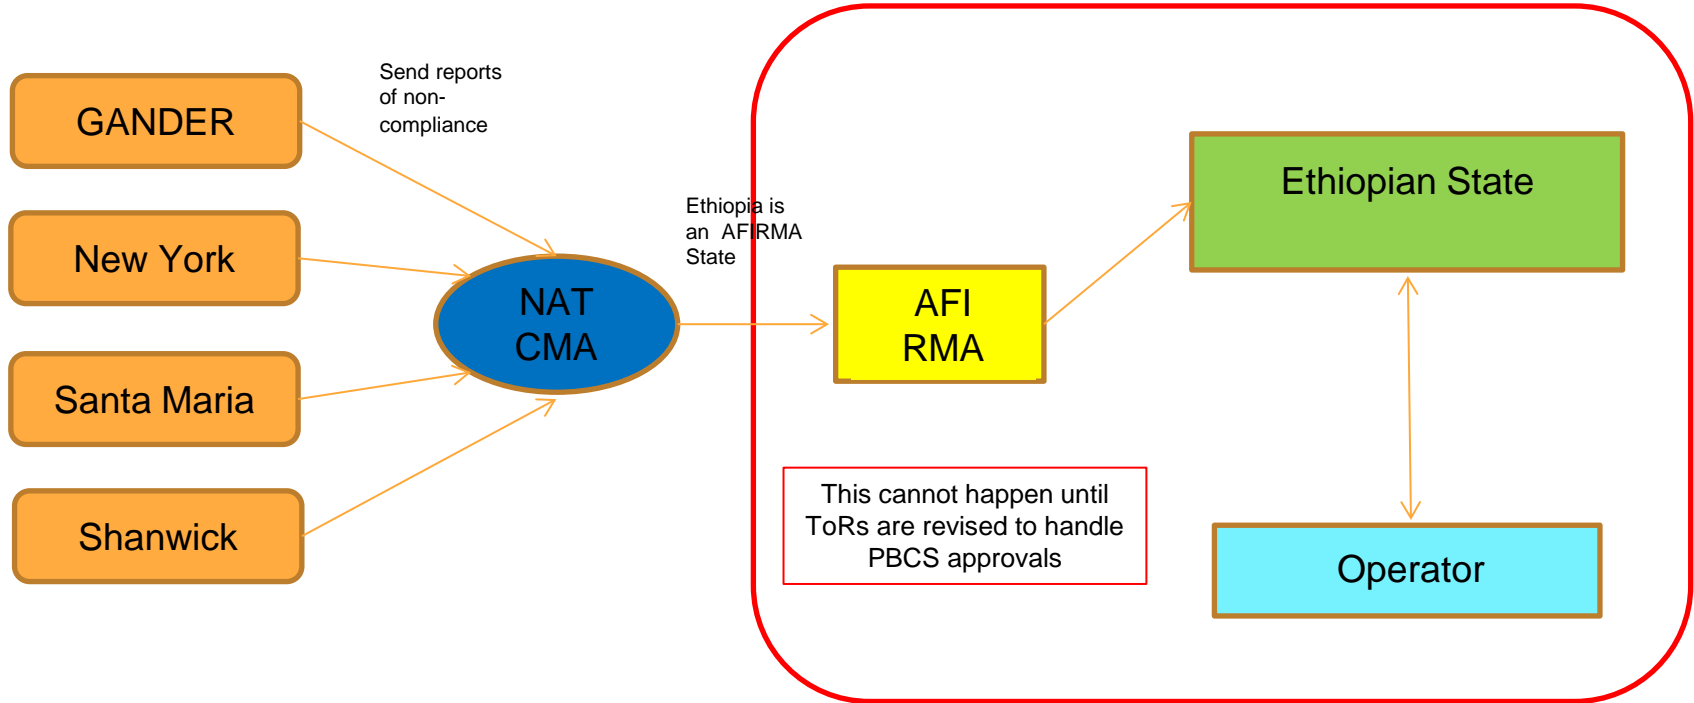 GANDER
New York
Santa Maria
Shanwick
Send reports
of non-
compliance
NAT
CMA
Ethiopia is
an AFIRMA
State
AFI
RMA
Ethiopian State
This cannot happen until
ToRs are revised to handle
PBCS approvals
Operator